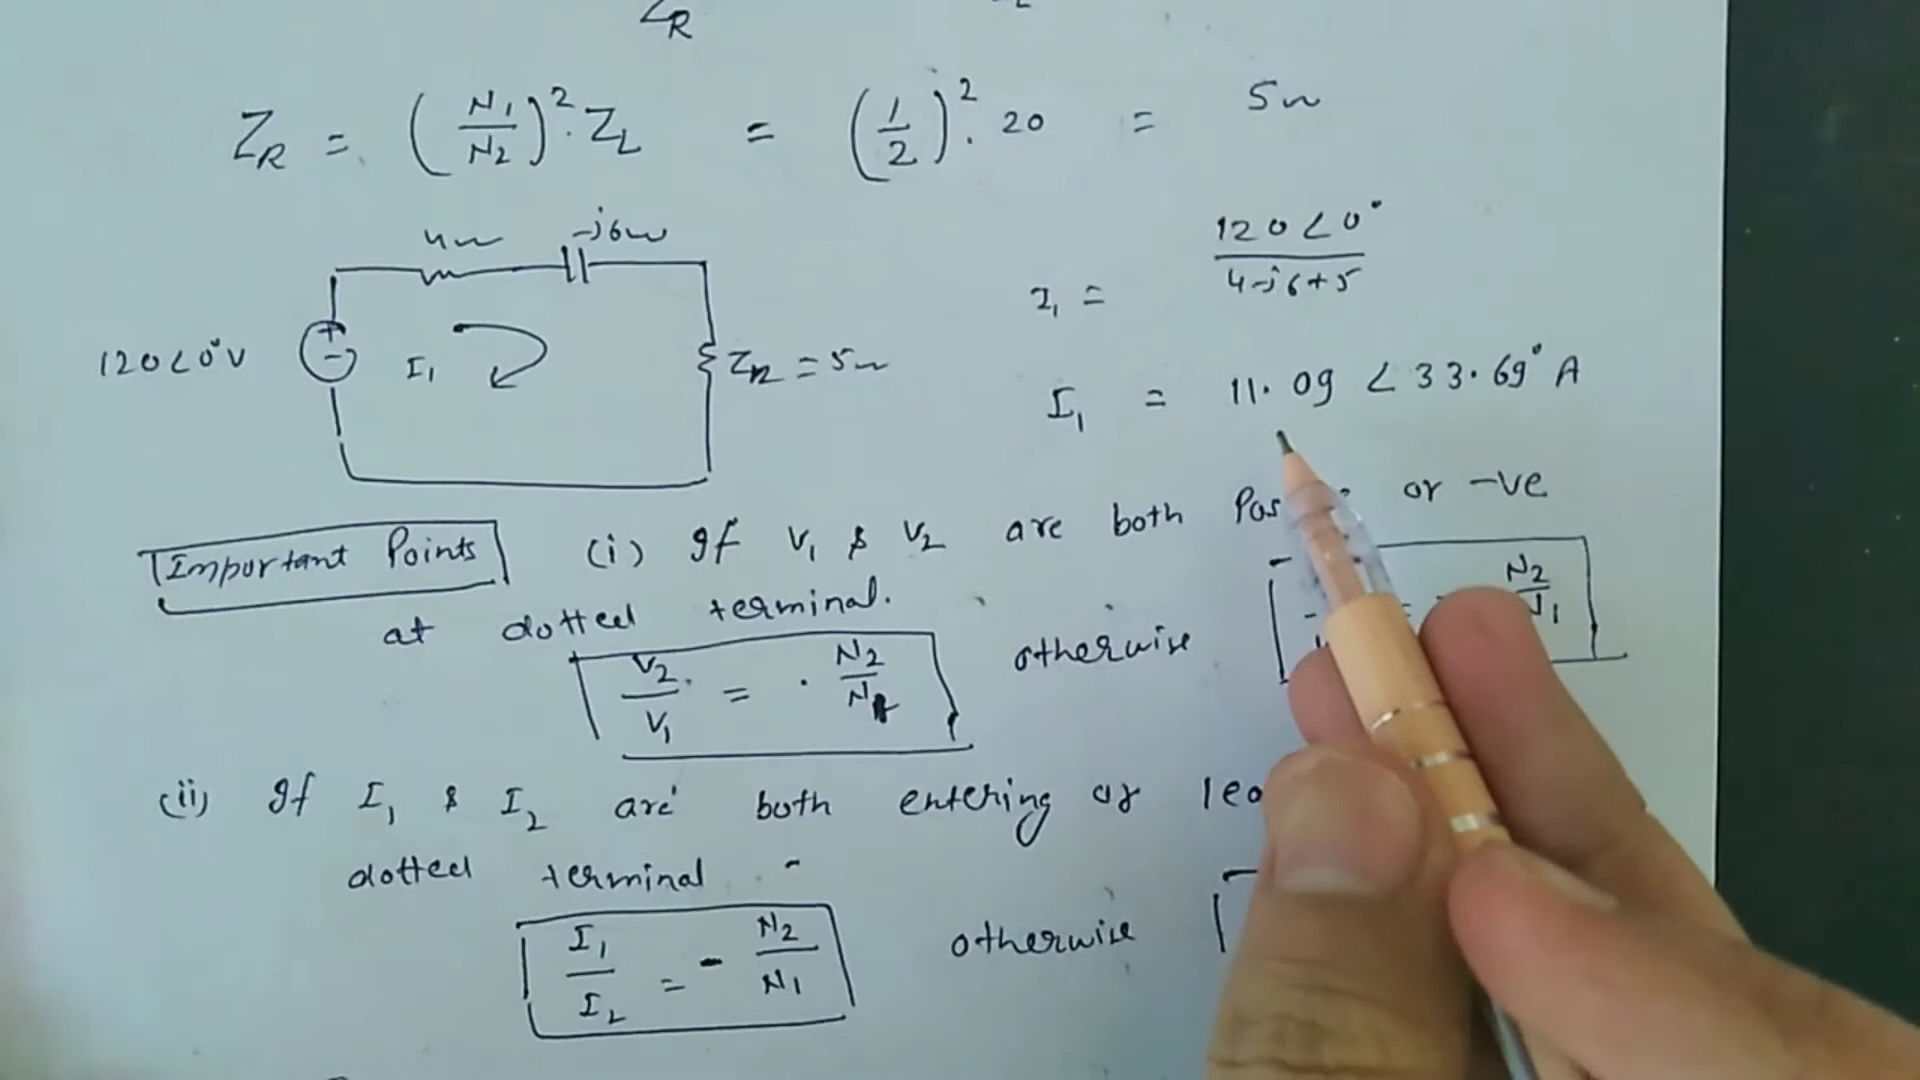 Z_R
Z_R = (N_1/N_2)^2 . Z_L = (1/2)^2 . 20 = 5Ω
4Ω -j6Ω
120∠0°V + - I_1 Z_R = 5Ω
I_1 = 120∠0° / 4-j6+5
I_1 = 11.09 ∠33.69° A
Important Points (i) If V_1 & V_2 are both Pos or -ve
at dotted terminal.
V_2/V_1 = N_2/N_1 otherwise = - N_2/N_1
(ii) If I_1 & I_2 are both entering or lea
dotted terminal -
I_1/I_2 = - N_2/N_1 otherwise